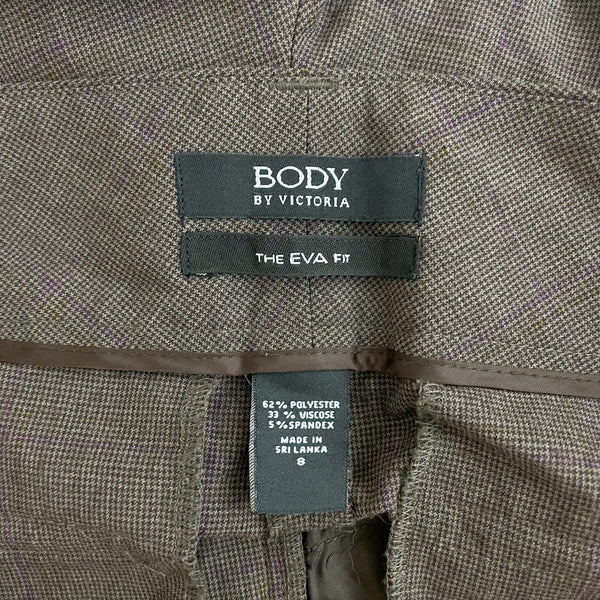 BODY
BY VICTORIA
THE EVA FIT
62% POLYESTER
33 % VISCOSE
5% SPANDEX
MADE IN
SRI LANKA
8